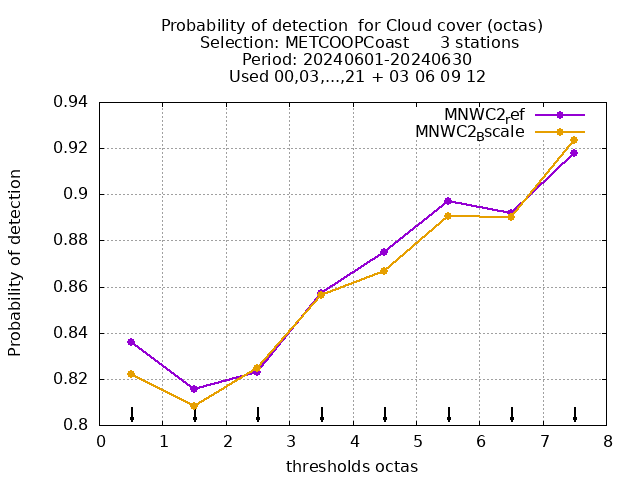 Probability of detection  for Cloud cover (octas)
Selection: METCOOPCoast      3 stations
Period: 20240601-20240630
Used 00,03,...,21 + 03 06 09 12
MNWC2ref
MNWC2Bscale
0.94
0.92
0.9
0.88
0.86
0.84
0.82
0.8
Probability of detection
0 1 2 3 4 5 6 7 8
thresholds octas